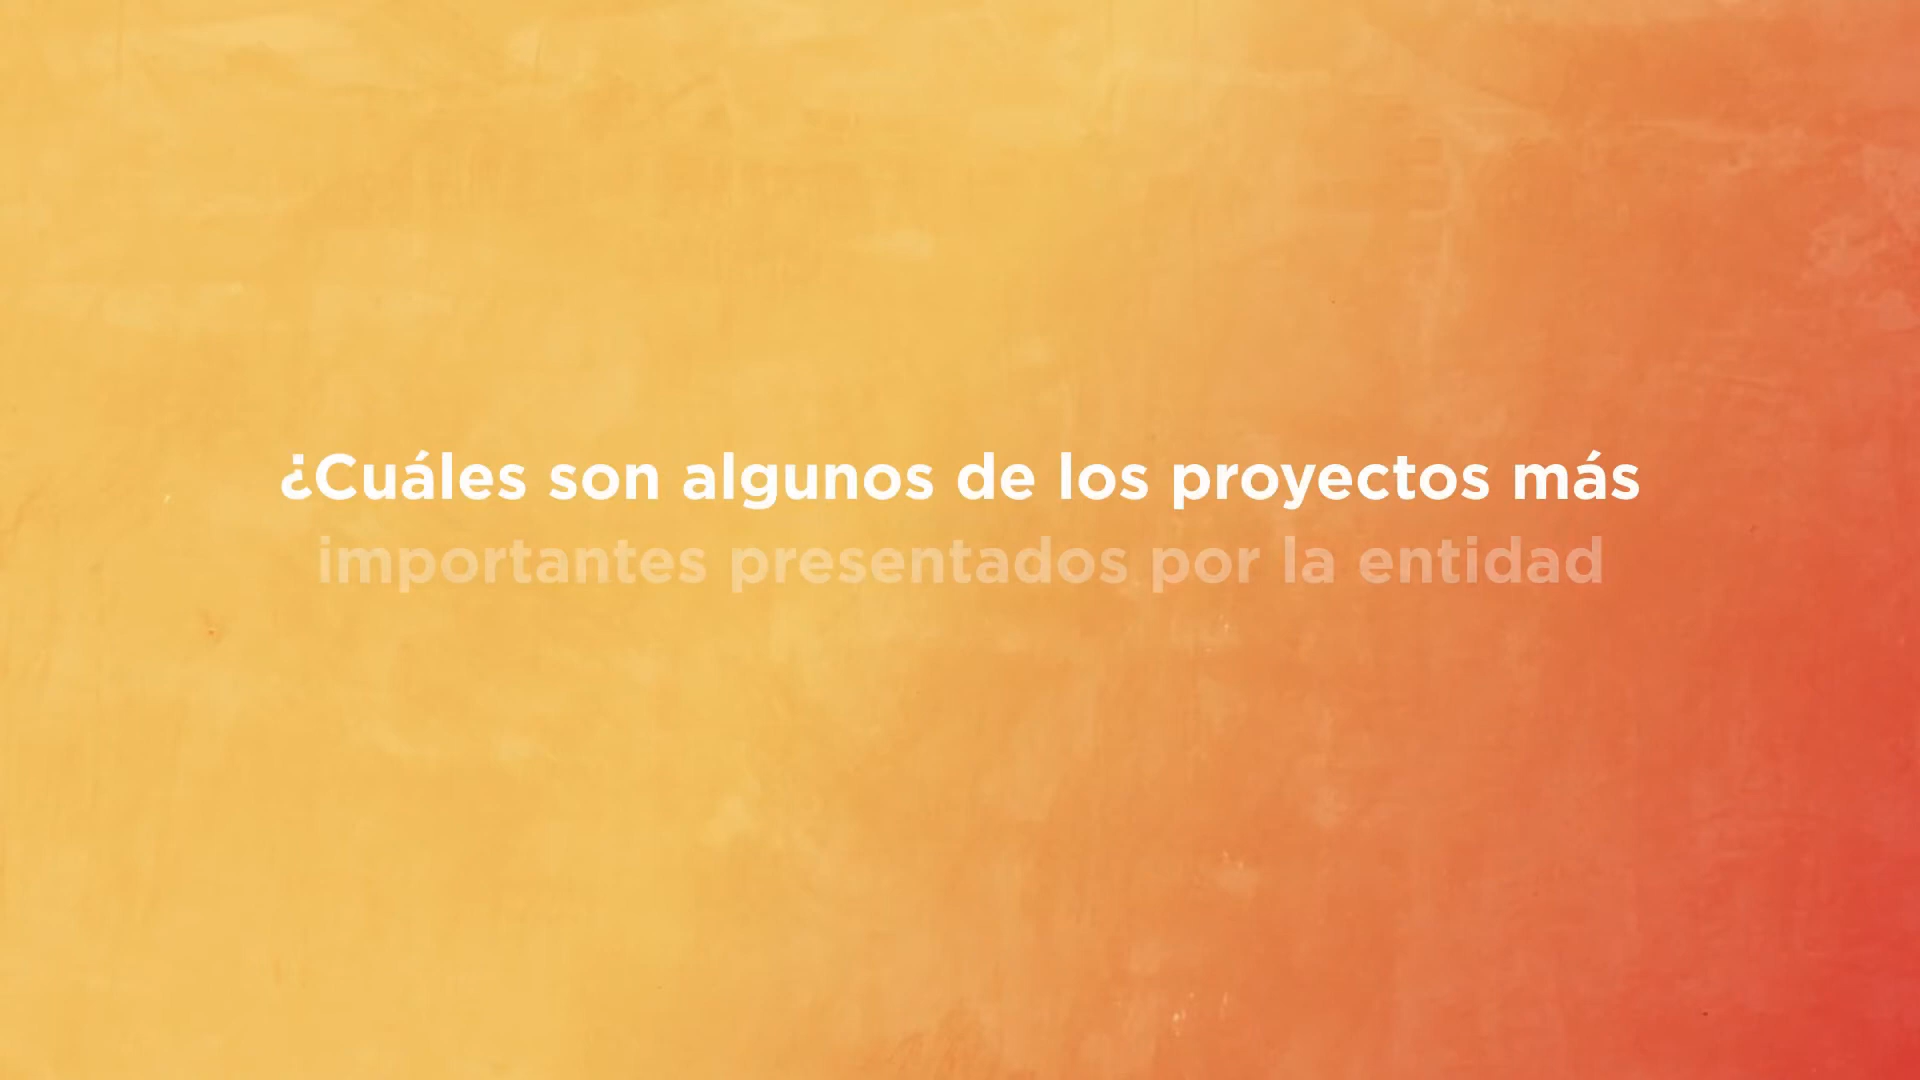 ¿Cuáles son algunos de los proyectos más
importantes presentados por la entidad